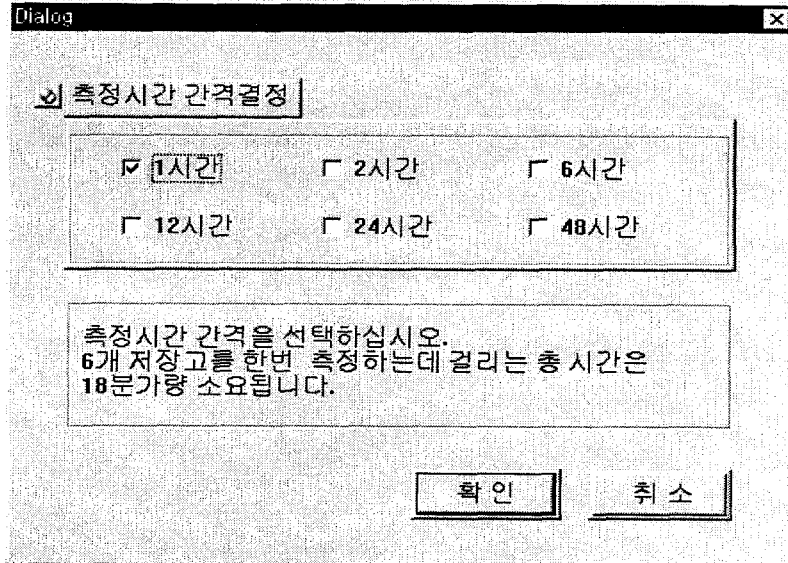 Dialog
측정시간 간격결정
1시간 2시간 6시간
12시간 24시간 48시간
측정시간 간격을 선택하십시오.
6개 저장고를 한번 측정하는데 걸리는 총 시간은
18분가량 소요됩니다.
확인 취소